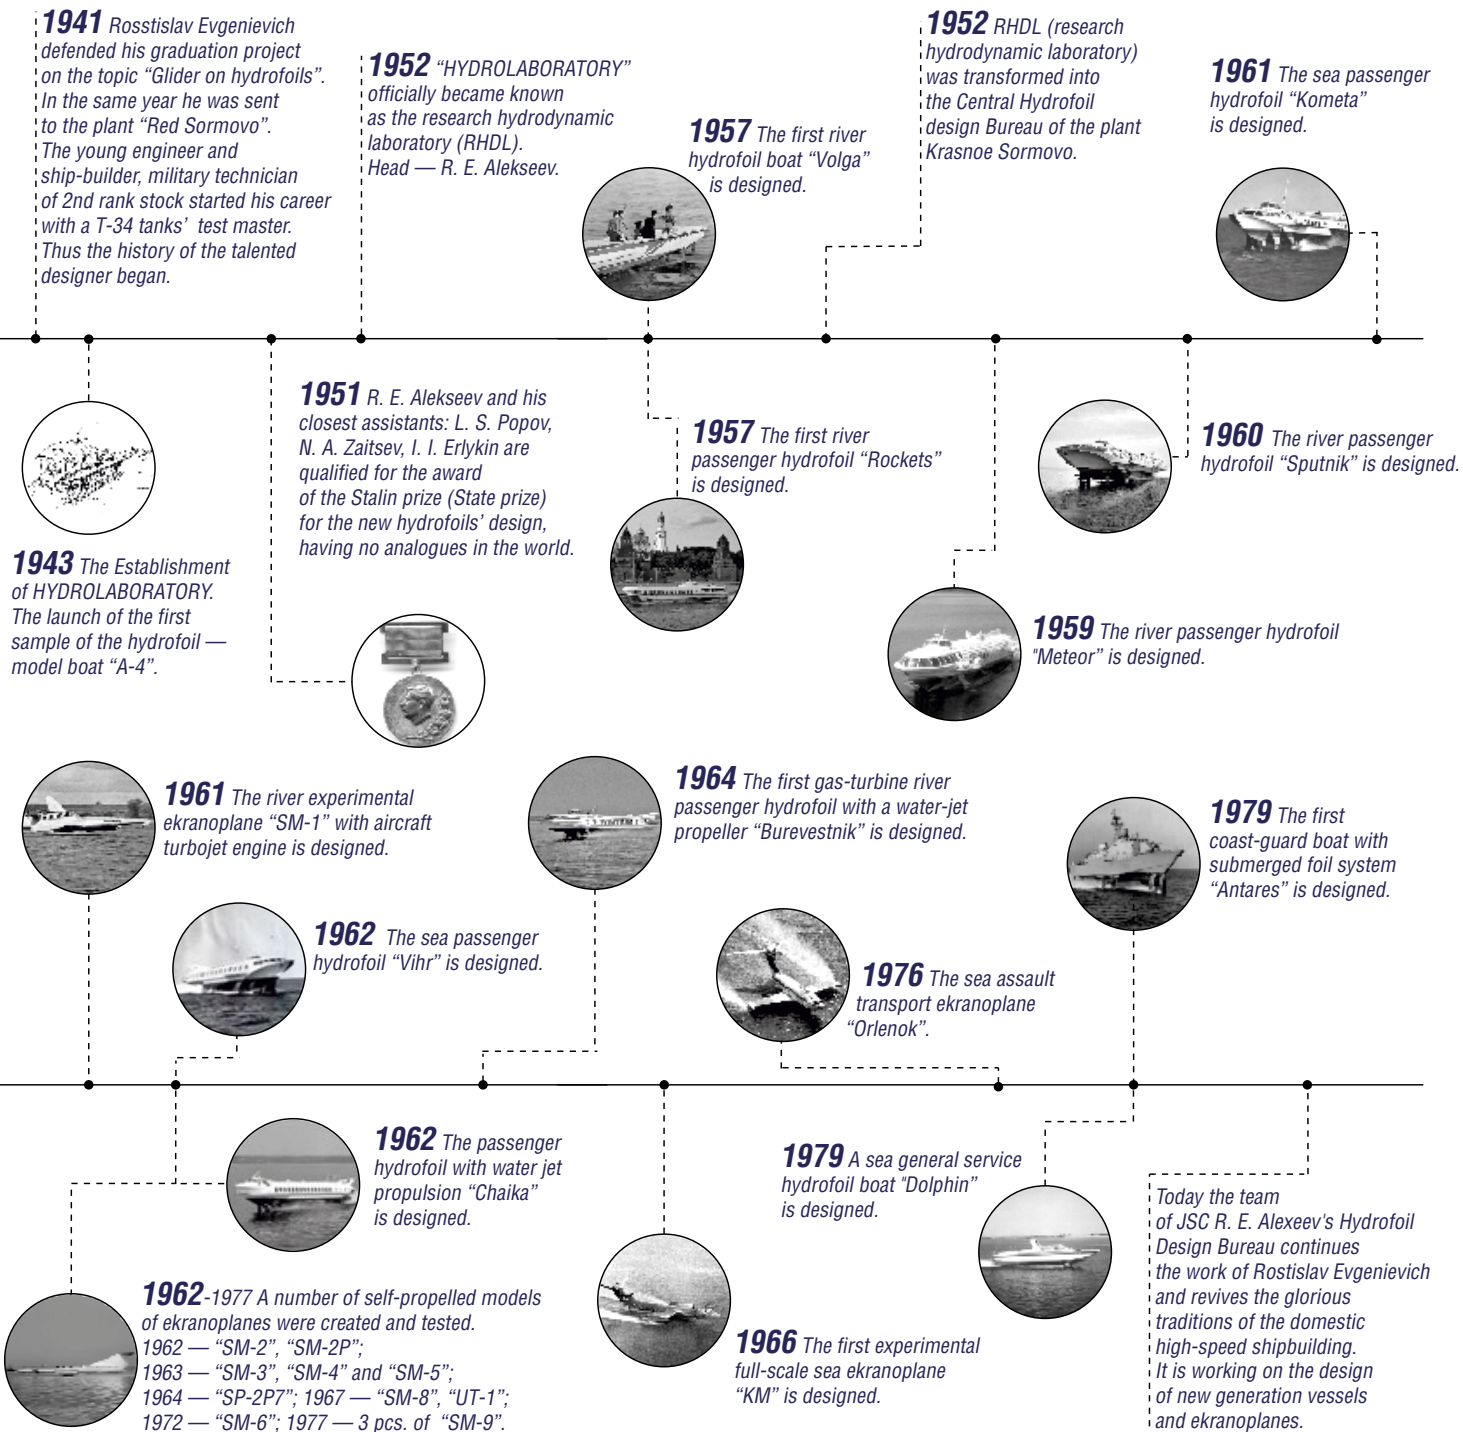 1941 Rosstislav Evgenievich
defended his graduation project
on the topic “Glider on hydrofoils”.
In the same year he was sent
to the plant “Red Sormovo”.
The young engineer and
ship-builder, military technician
of 2nd rank stock started his career
with a T-34 tanks’ test master.
Thus the history of the talented
designer began.
1952 “HYDROLABORATORY”
officially became known
as the research hydrodynamic
laboratory (RHDL).
Head — R. E. Alekseev.
1957 The first river
hydrofoil boat “Volga”
is designed.
1952 RHDL (research
hydrodynamic laboratory)
was transformed into
the Central Hydrofoil
design Bureau of the plant
Krasnoe Sormovo.
1961 The sea passenger
hydrofoil “Kometa”
is designed.
1943 The Establishment
of HYDROLABORATORY.
The launch of the first
sample of the hydrofoil —
model boat “A-4”.
1951 R. E. Alekseev and his
closest assistants: L. S. Popov,
N. A. Zaitsev, I. I. Erlykin are
qualified for the award
of the Stalin prize (State prize)
for the new hydrofoils’ design,
having no analogues in the world.
1957 The first river
passenger hydrofoil “Rockets”
is designed.
1960 The river passenger
hydrofoil “Sputnik” is designed.
1959 The river passenger hydrofoil
"Meteor” is designed.
1961 The river experimental
ekranoplane “SM-1” with aircraft
turbojet engine is designed.
1962 The sea passenger
hydrofoil “Vihr” is designed.
1964 The first gas-turbine river
passenger hydrofoil with a water-jet
propeller “Burevestnik” is designed.
1976 The sea assault
transport ekranoplane
“Orlenok”.
1979 The first
coast-guard boat with
submerged foil system
“Antares” is designed.
1962 The passenger
hydrofoil with water jet
propulsion “Chaika”
is designed.
1962-1977 A number of self-propelled models
of ekranoplanes were created and tested.
1962 — “SM-2”, “SM-2P”;
1963 — “SM-3”, “SM-4” and “SM-5”;
1964 — “SP-2P7”; 1967 — “SM-8”, “UT-1”;
1972 — “SM-6”; 1977 — 3 pcs. of “SM-9”.
1966 The first experimental
full-scale sea ekranoplane
“KM” is designed.
1979 A sea general service
hydrofoil boat "Dolphin”
is designed.
Today the team
of JSC R. E. Alexeev's Hydrofoil
Design Bureau continues
the work of Rostislav Evgenievich
and revives the glorious
traditions of the domestic
high-speed shipbuilding.
It is working on the design
of new generation vessels
and ekranoplanes.